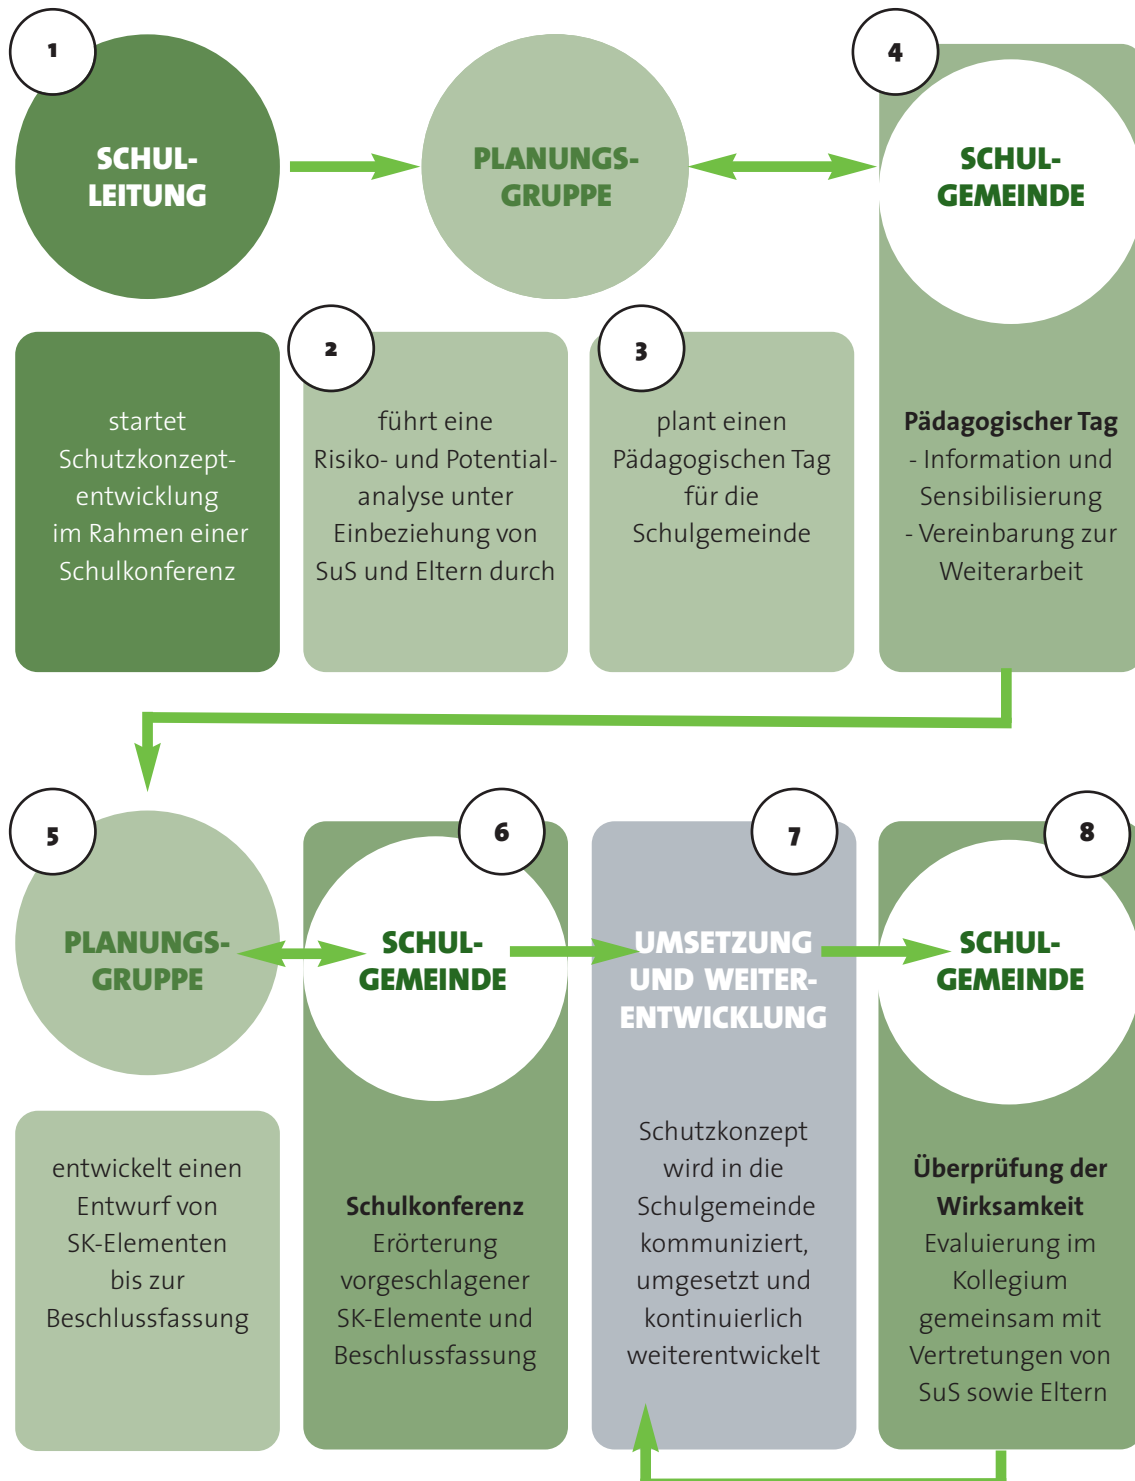 1
SCHUL-
LEITUNG
PLANUNGS-
GRUPPE
4
SCHUL-
GEMEINDE
startet
Schutzkonzept-
entwicklung
im Rahmen einer
Schulkonferenz
2
führt eine
Risiko- und Potential-
analyse unter
Einbeziehung von
SuS und Eltern durch
3
plant einen
Pädagogischen Tag
für die
Schulgemeinde
Pädagogischer Tag
- Information und
Sensibilisierung
- Vereinbarung zur
Weiterarbeit
5
PLANUNGS-
GRUPPE
entwickelt einen
Entwurf von
SK-Elementen
bis zur
Beschlussfassung
6
SCHUL-
GEMEINDE
Schulkonferenz
Erörterung
vorgeschlagener
SK-Elemente und
Beschlussfassung
7
UMSETZUNG
UND WEITER-
ENTWICKLUNG
Schutzkonzept
wird in die
Schulgemeinde
kommuniziert,
umgesetzt und
kontinuierlich
weiterentwickelt
8
SCHUL-
GEMEINDE
Überprüfung der
Wirksamkeit
Evaluierung im
Kollegium
gemeinsam mit
Vertretungen von
SuS sowie Eltern